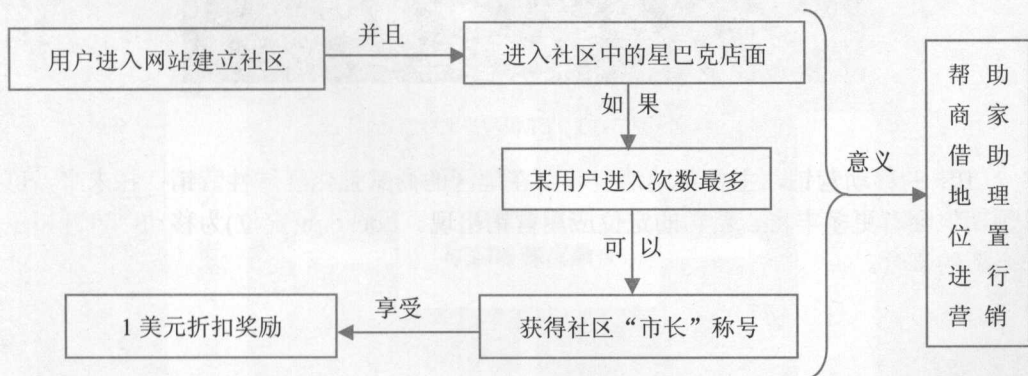 用户进入网站建立社区
并且
进入社区中的星巴克店面
如果
某用户进入次数最多
可以
获得社区“市长”称号
享受
1美元折扣奖励
意义
帮助
商家
借助
地理
位置
进行
营销